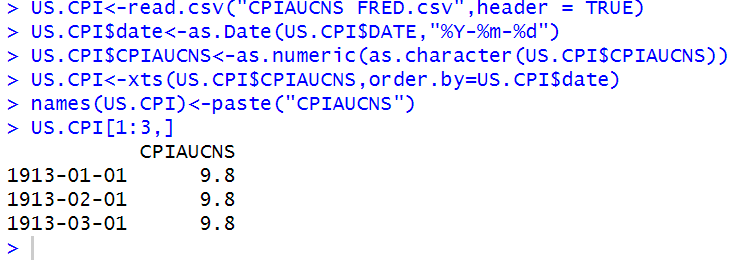 > US.CPI<-read.csv("CPIAUCNS FRED.csv",header = TRUE)
> US.CPI$date<-as.Date(US.CPI$DATE,"%Y-%m-%d")
> US.CPI$CPIAUCNS<-as.numeric(as.character(US.CPI$CPIAUCNS))
> US.CPI<-xts(US.CPI$CPIAUCNS,order.by=US.CPI$date)
> names(US.CPI)<-paste("CPIAUCNS")
> US.CPI[1:3,]
           CPIAUCNS
1913-01-01      9.8
1913-02-01      9.8
1913-03-01      9.8
>